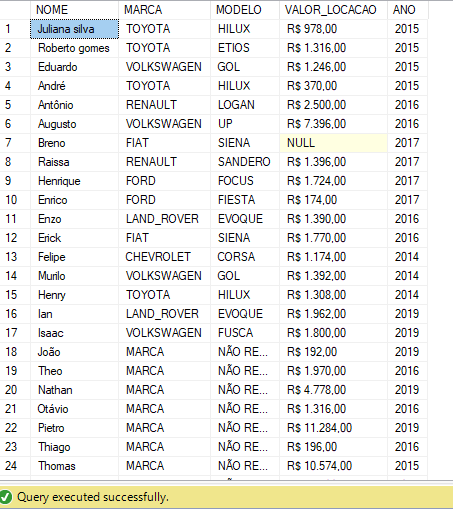 NOME MARCA MODELO VALOR_LOCACAO ANO
1 Juliana silva TOYOTA HILUX R$ 978,00 2015
2 Roberto gomes TOYOTA ETIOS R$ 1.316,00 2015
3 Eduardo VOLKSWAGEN GOL R$ 1.246,00 2015
4 André TOYOTA HILUX R$ 370,00 2015
5 Antônio RENAULT LOGAN R$ 2.500,00 2016
6 Augusto VOLKSWAGEN UP R$ 7.396,00 2016
7 Breno FIAT SIENA NULL 2017
8 Raissa RENAULT SANDERO R$ 1.396,00 2017
9 Henrique FORD FOCUS R$ 1.724,00 2017
10 Enrico FORD FIESTA R$ 174,00 2017
11 Enzo LAND_ROVER EVOQUE R$ 1.390,00 2016
12 Erick FIAT SIENA R$ 1.770,00 2016
13 Felipe CHEVROLET CORSA R$ 1.174,00 2014
14 Murilo VOLKSWAGEN GOL R$ 1.392,00 2014
15 Henry TOYOTA HILUX R$ 1.308,00 2014
16 Ian LAND_ROVER EVOQUE R$ 1.962,00 2019
17 Isaac VOLKSWAGEN FUSCA R$ 1.800,00 2019
18 João MARCA NÃO RE... R$ 192,00 2019
19 Theo MARCA NÃO RE... R$ 1.970,00 2016
20 Nathan MARCA NÃO RE... R$ 4.778,00 2019
21 Otávio MARCA NÃO RE... R$ 1.316,00 2016
22 Pietro MARCA NÃO RE... R$ 11.284,00 2019
23 Thiago MARCA NÃO RE... R$ 196,00 2016
24 Thomas MARCA NÃO RE... R$ 10.574,00 2015
Query executed successfully.